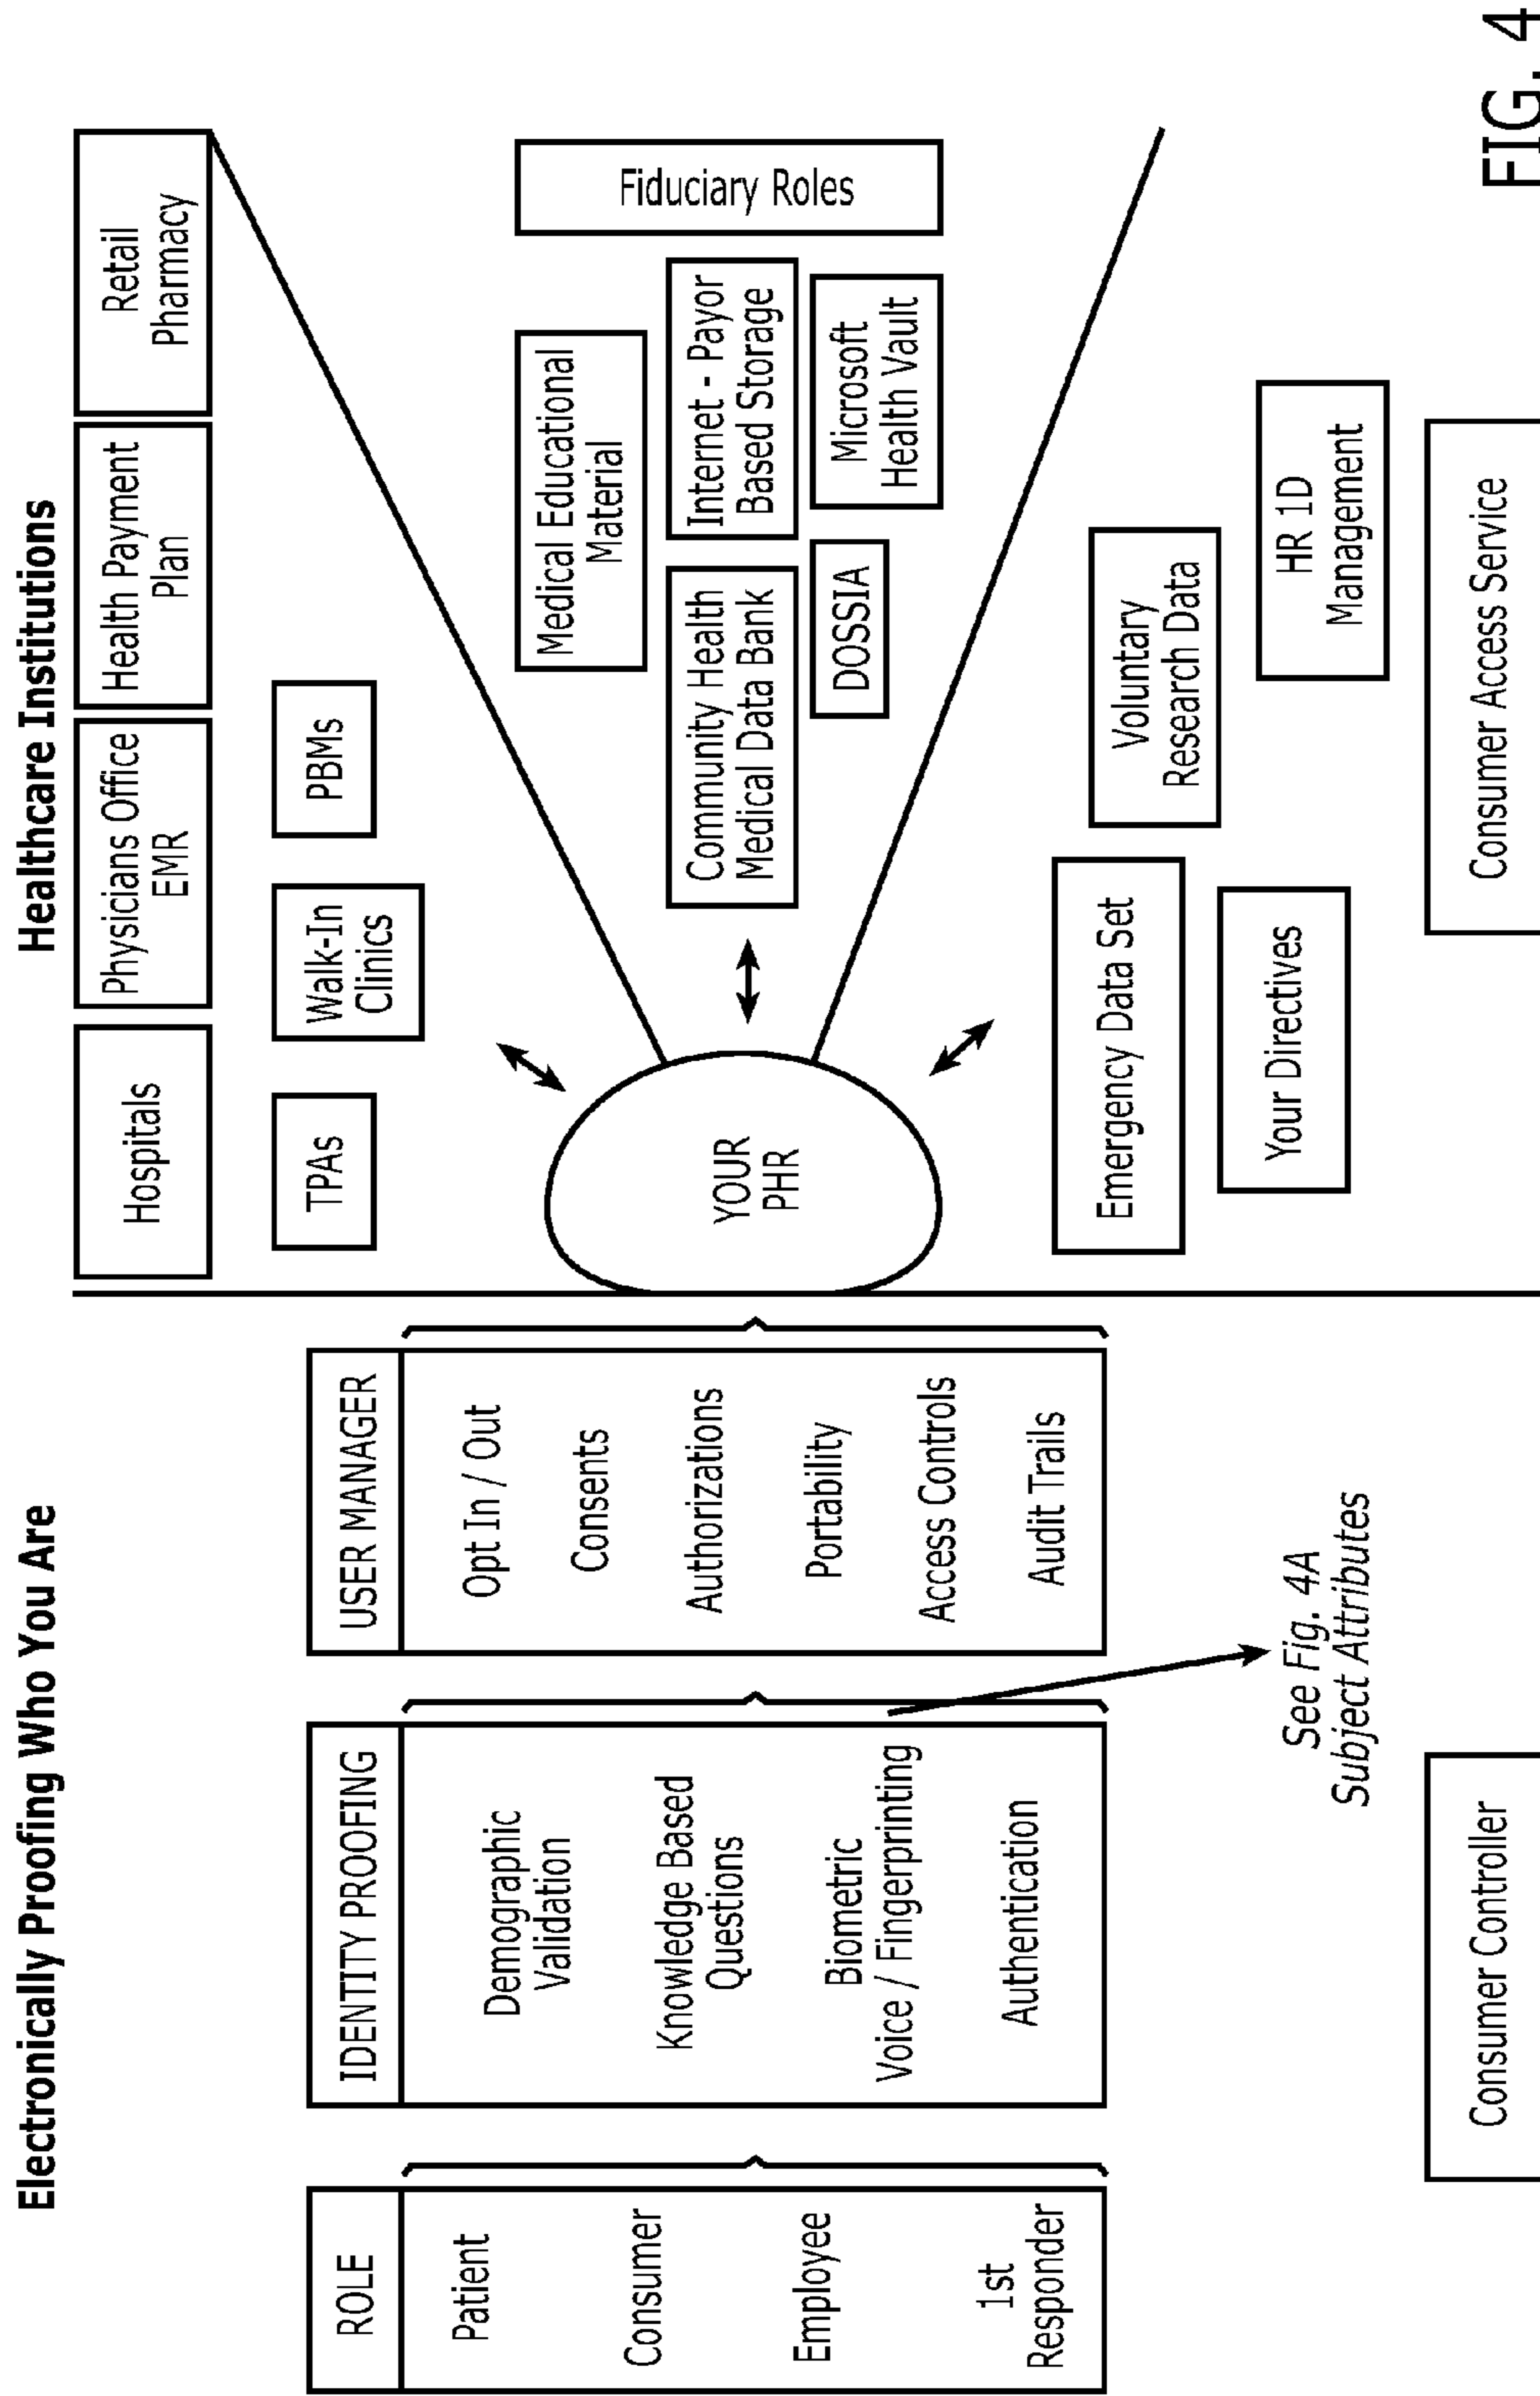 Electronically Proofing Who You Are
ROLE
Patient
Consumer
Employee
1st
Responder
IDENTITY PROOFING
Demographic
Validation
Knowledge Based
Questions
Biometric
Voice / Fingerprinting
Authentication
USER MANAGER
Opt In / Out
Consents
Authorizations
Portability
Access Controls
Audit Trails
See Fig. 4A
Subject Attributes
Consumer Controller
Healthcare Institutions
Hospitals
Physicians Office
EMR
Health Payment
Plan
Retail
Pharmacy
TPAs
Walk-In
Clinics
PBMs
YOUR
PHR
Medical Educational
Material
Community Health
Medical Data Bank
Internet - Payor
Based Storage
DOSSIA
Microsoft
Health Vault
Fiduciary Roles
Emergency Data Set
Voluntary
Research Data
Your Directives
HR 1D
Management
Consumer Access Service
FIG. 4